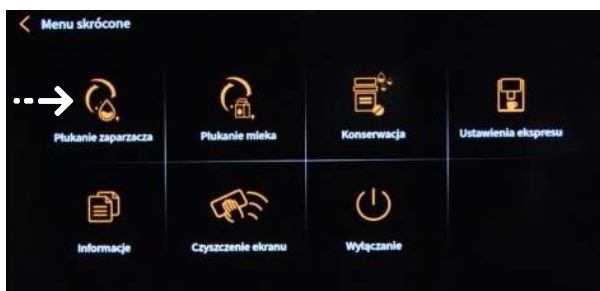 Menu skrócone
Płukanie zaparzacza
Płukanie mleka
Konserwacja
Ustawienia ekspresu
Informacje
Czyszczenie ekranu
Wyłączanie